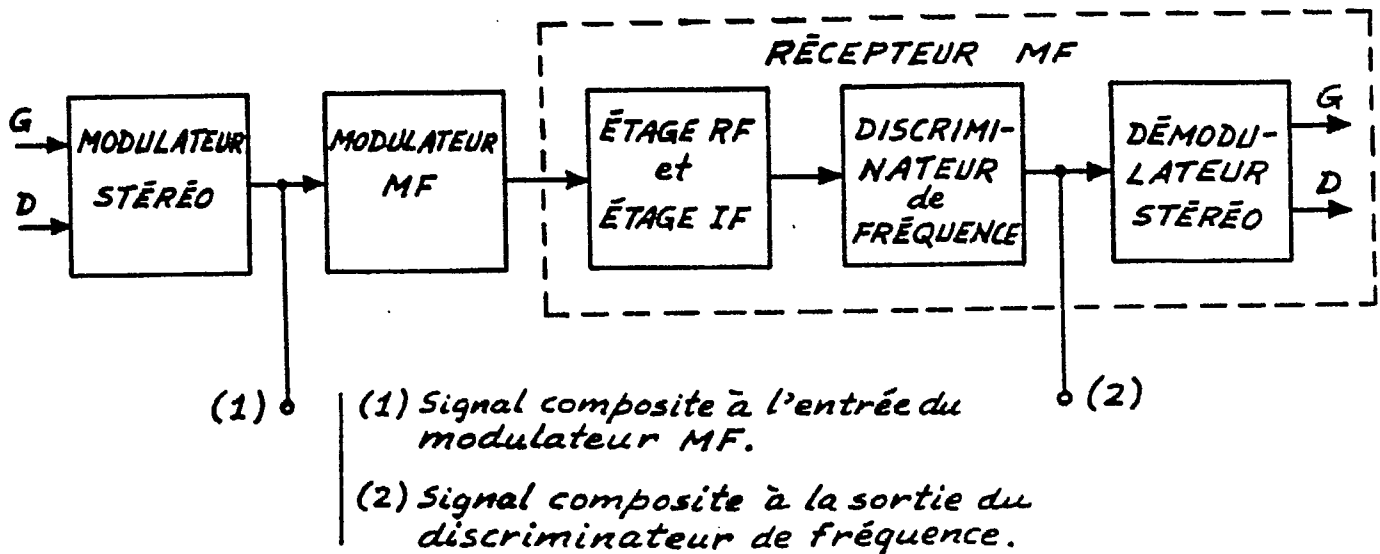 RÉCEPTEUR MF
G
D
MODULATEUR
STÉRÉO
MODULATEUR
MF
ÉTAGE RF
et
ÉTAGE IF
DISCRIMI-
NATEUR
de
FRÉQUENCE
DÉMODU-
LATEUR
STÉRÉO
G
D
(1)
(1) Signal composite à l'entrée du
modulateur MF.
(2) Signal composite à la sortie du
discriminateur de fréquence.
(2)